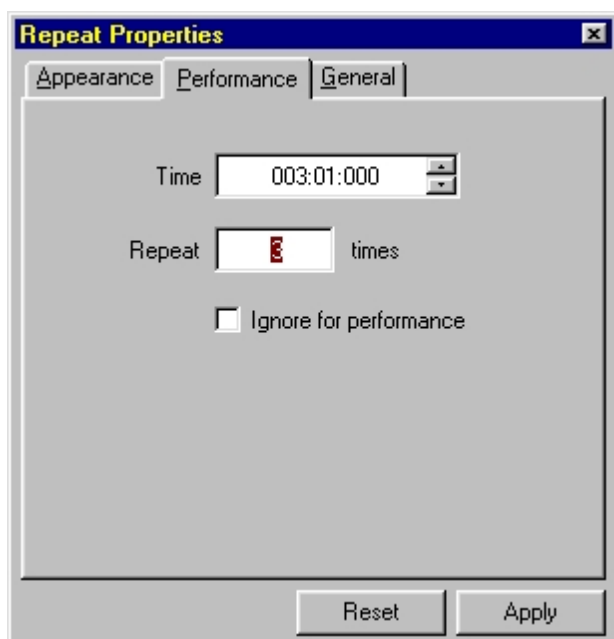 Repeat Properties
Appearance Performance General
Time 003:01:000
Repeat 3 times
Ignore for performance
Reset Apply